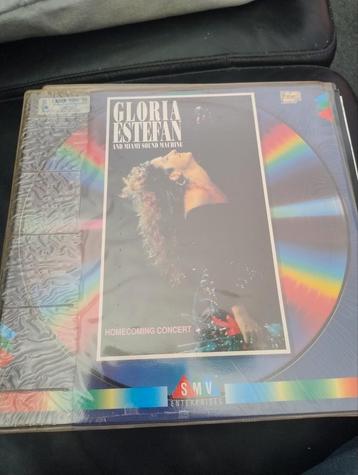 GLORIA
ESTEFAN
AND MIAMI SOUND MACHINE
HOMECOMING CONCERT
SMV
ENTERPRISES